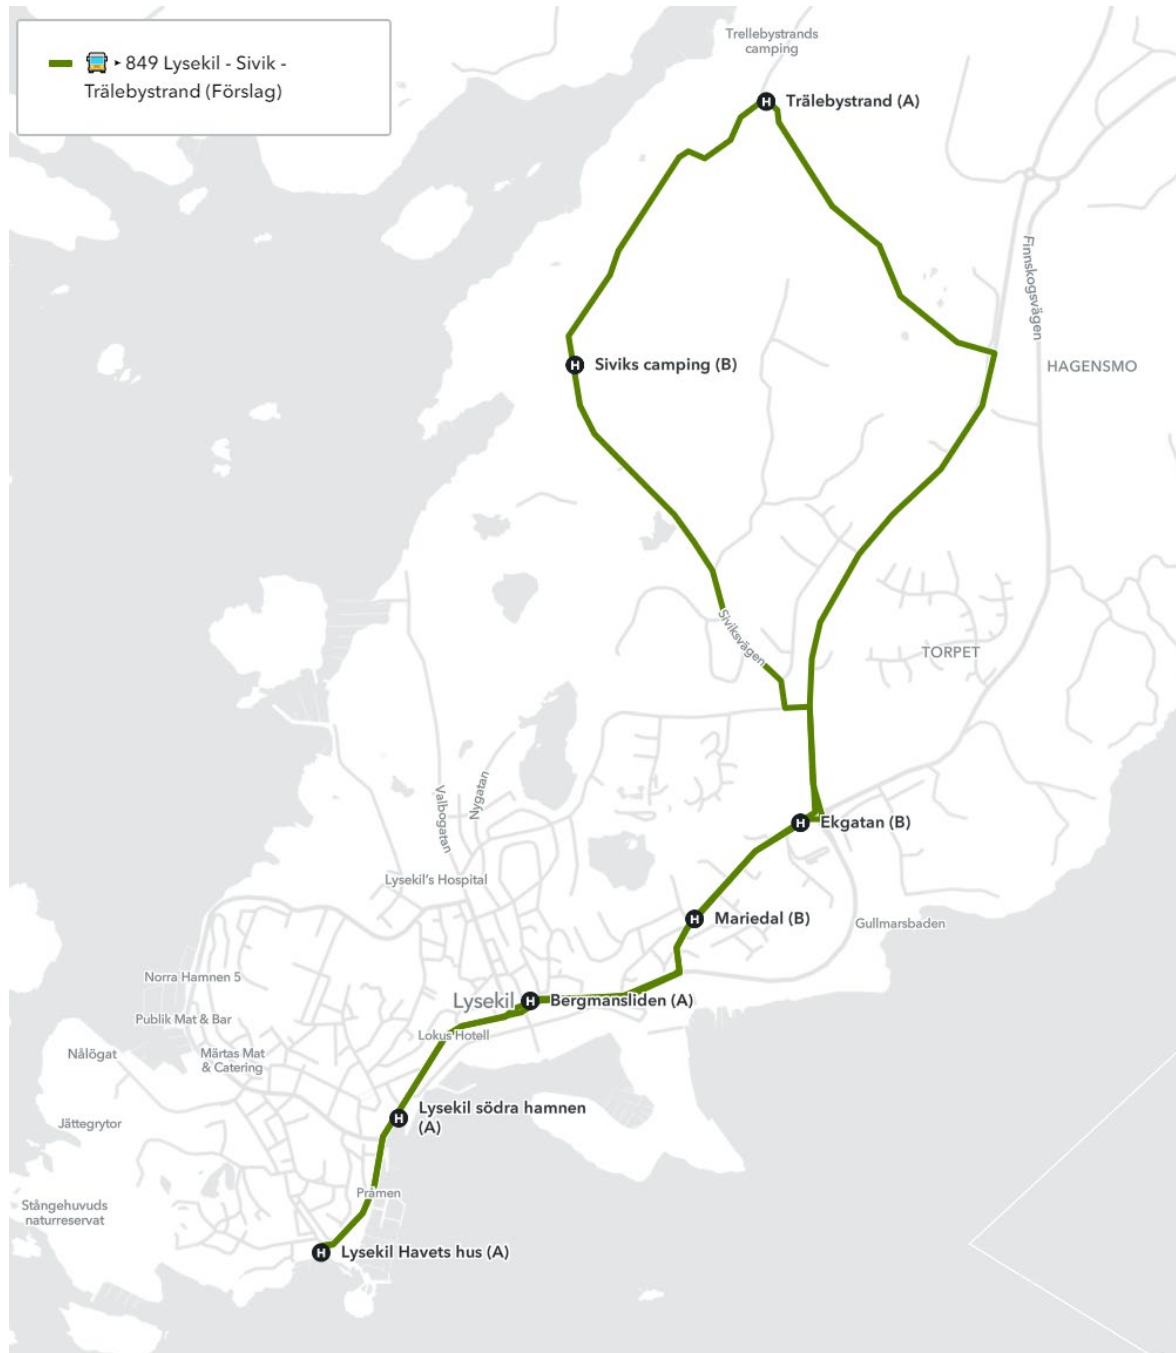 849 Lysekil - Sivik -
Trälebystrand (Förslag)
Trellebystrands
camping
H Trälebystrand (A)
Finnskogsvägen
H Siviks camping (B)
HAGENSMO
Siviksvägen
TORPET
Nygatan
Valbogatan
H Ekgatan (B)
Lysekil's Hospital
H Mariedal (B)
Gullmarsbaden
Norra Hamnen 5
Lysekil
H Bergmansliden (A)
Publik Mat & Bar
Lokus Hotell
Nålögat
Märtas Mat
& Catering
H Lysekil södra hamnen
(A)
Jättegrytor
Pråmen
Stångehuvuds
naturreservat
H Lysekil Havets hus (A)